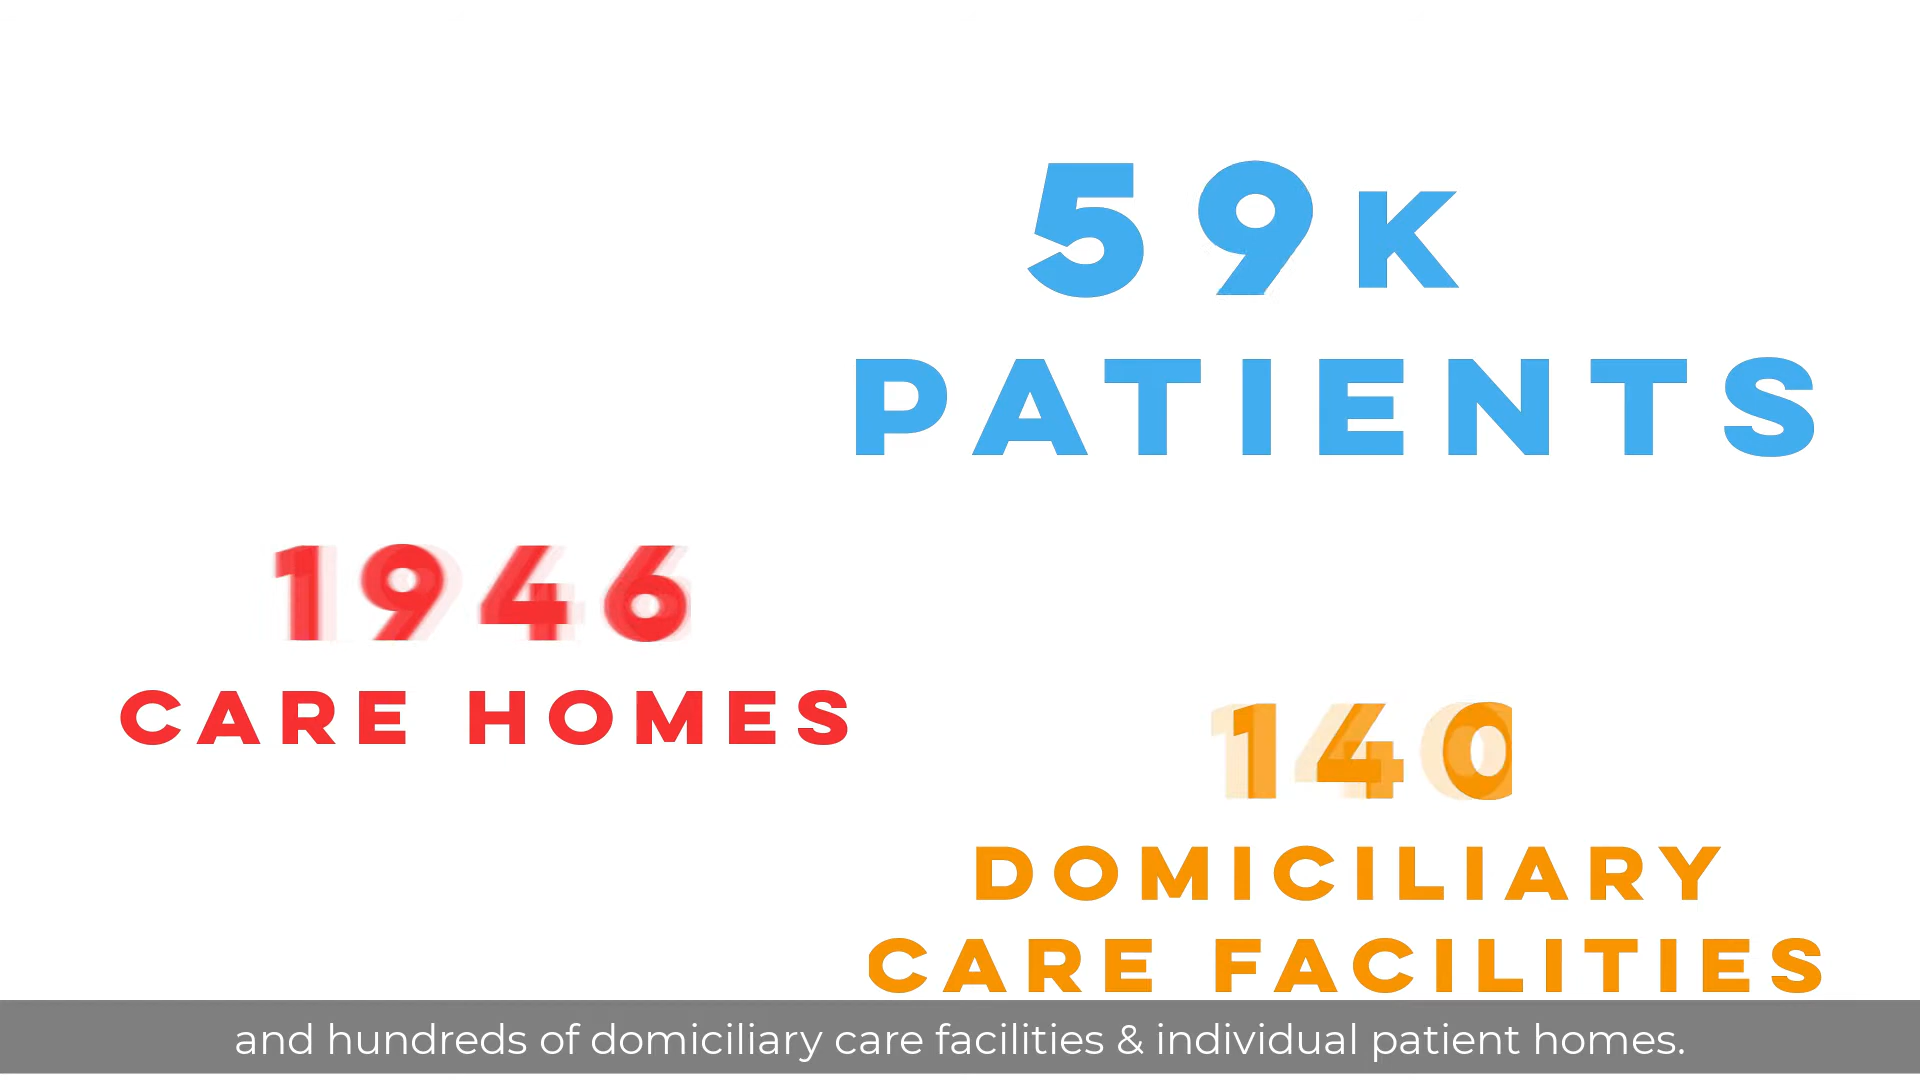 59K
PATIENTS
1946
CARE HOMES
140
DOMICILIARY
CARE FACILITIES
and hundreds of domiciliary care facilities & individual patient homes.